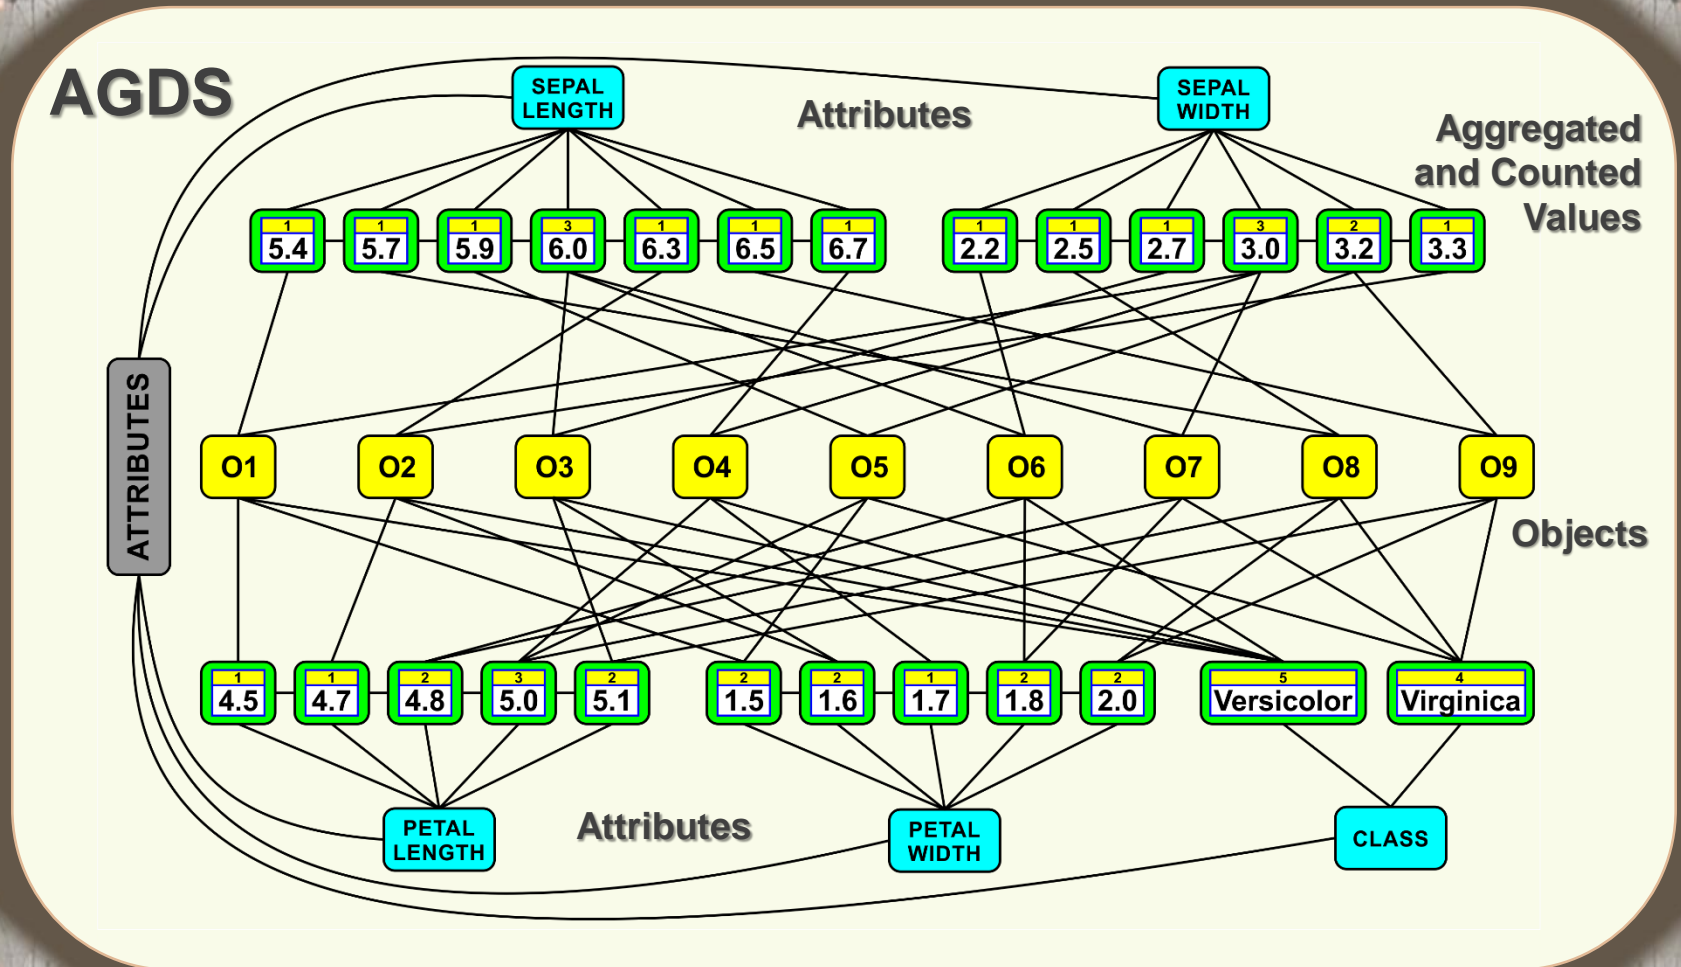 AGDS
SEPAL
LENGTH
Attributes
SEPAL
WIDTH
Aggregated
and Counted
Values
1 1 1 3 1 1 1 1 1 1 3 2 1
5.4 5.7 5.9 6.0 6.3 6.5 6.7 2.2 2.5 2.7 3.0 3.2 3.3
ATTRIBUTES
O1 O2 O3 O4 O5 O6 O7 O8 O9
Objects
1 1 2 3 2 2 2 1 2 2 5 4
4.5 4.7 4.8 5.0 5.1 1.5 1.6 1.7 1.8 2.0 Versicolor Virginica
PETAL
LENGTH
Attributes
PETAL
WIDTH
CLASS